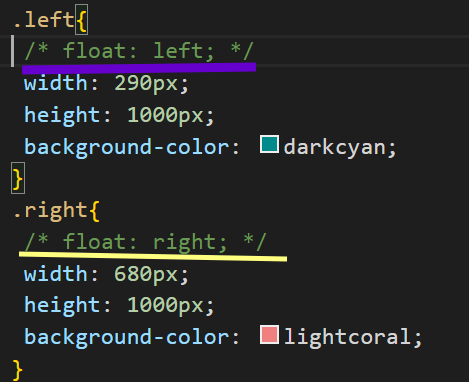 .left{
/* float: left; */
width: 290px;
height: 1000px;
background-color: darkcyan;
}
.right{
/* float: right; */
width: 680px;
height: 1000px;
background-color: lightcoral;
}